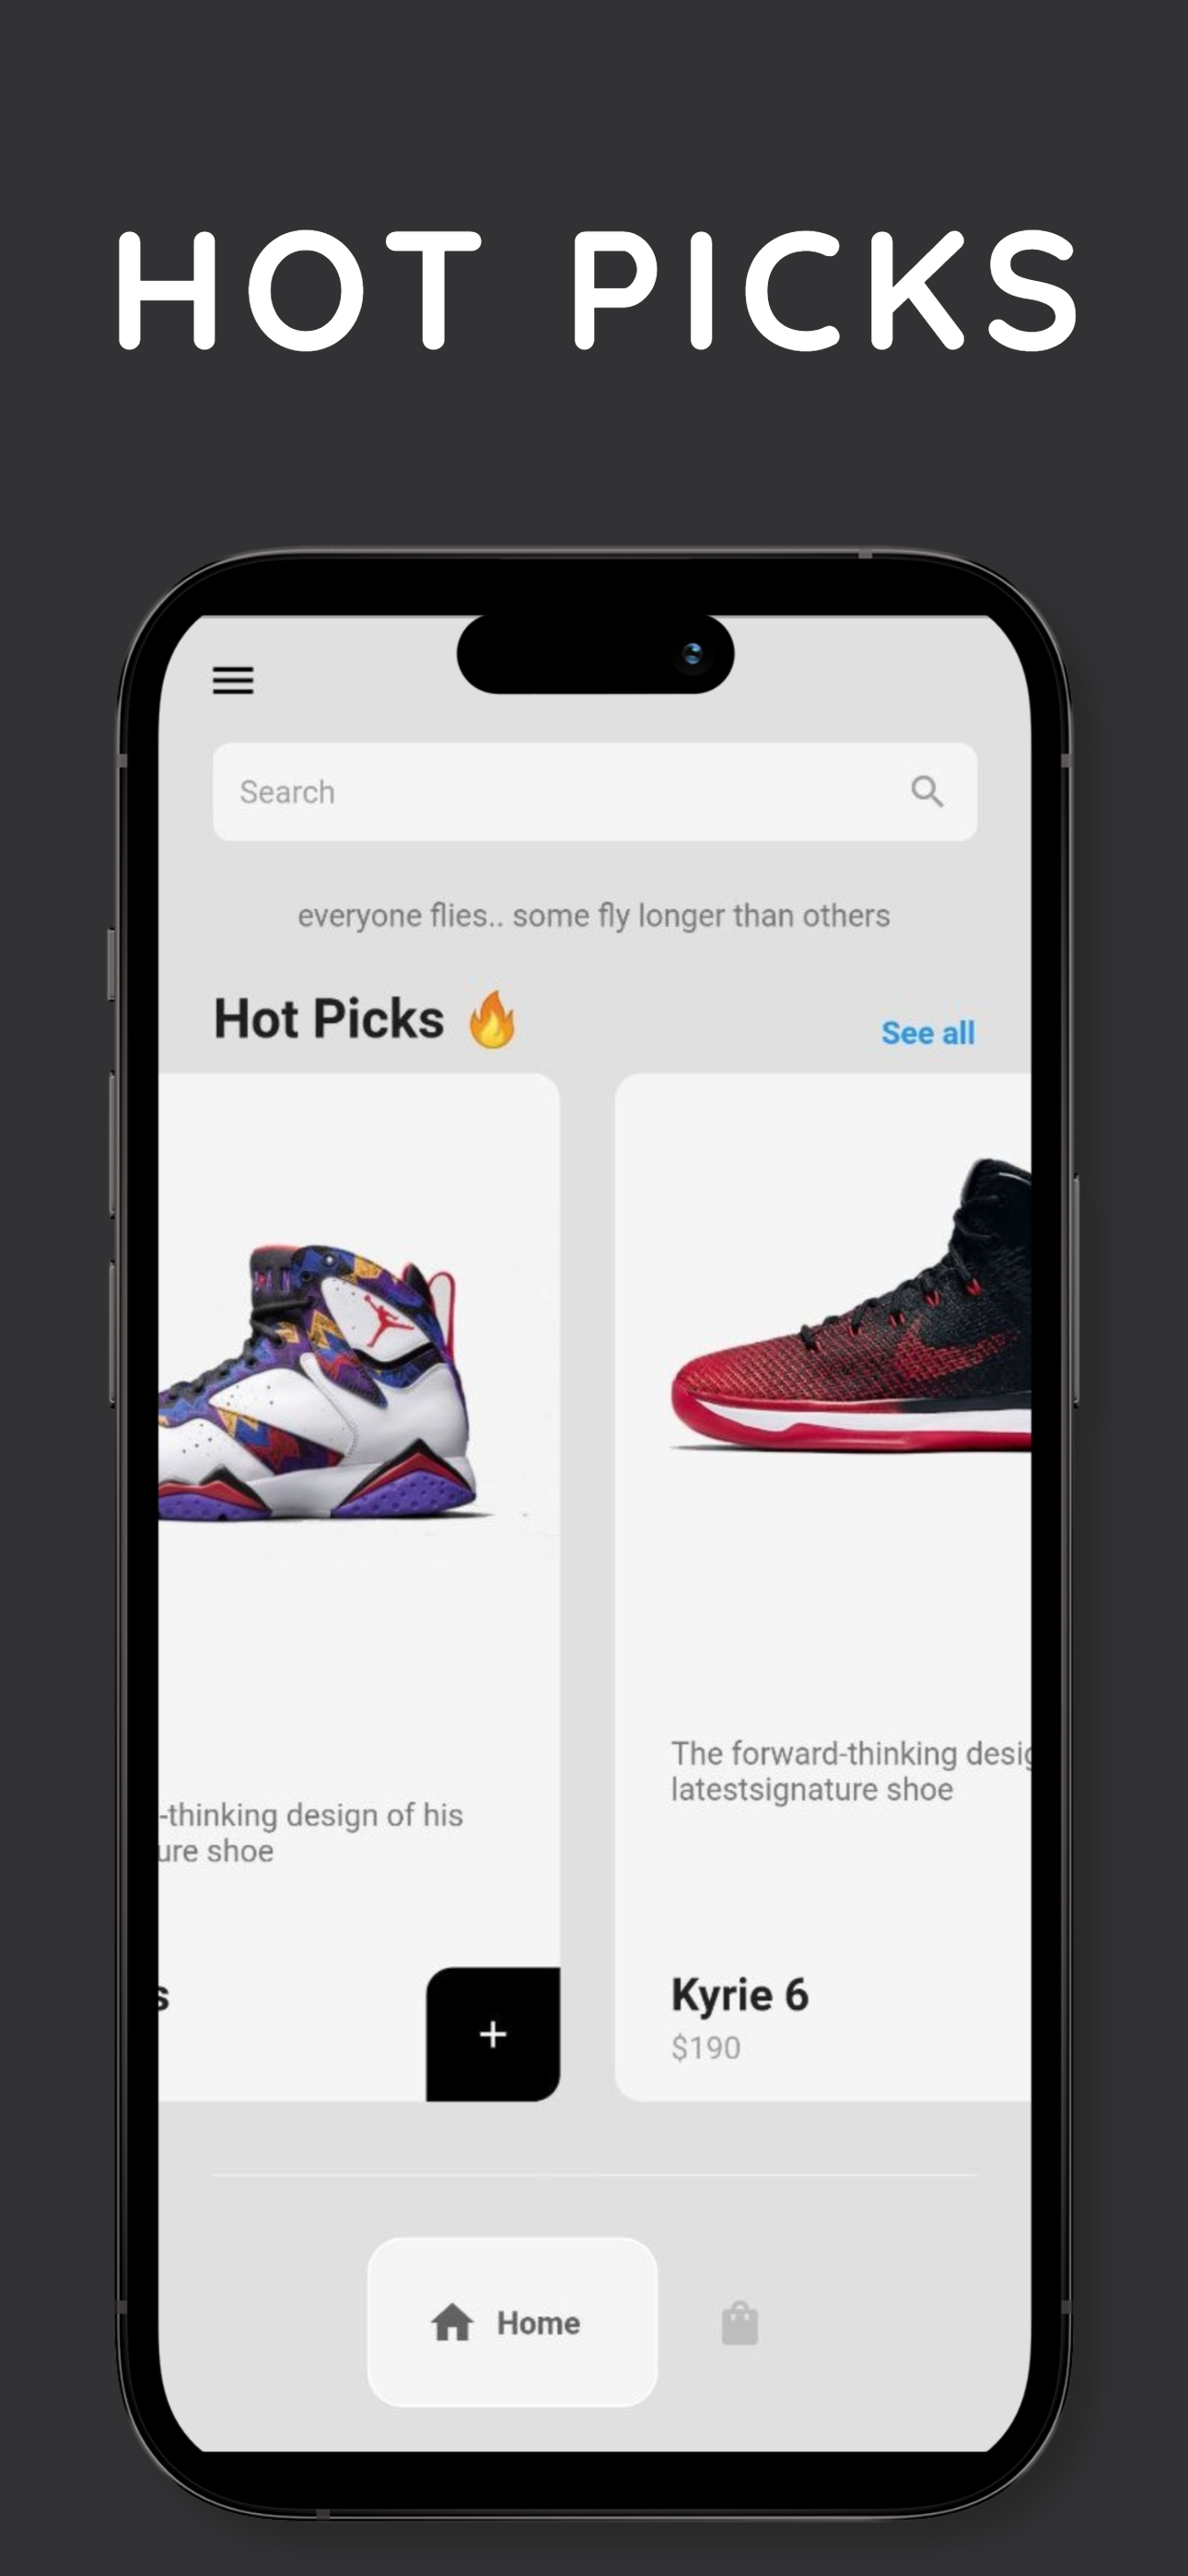 HOT PICKS
Search
everyone flies.. some fly longer than others
Hot Picks 🔥
See all
-thinking design of his
ure shoe
s
+
The forward-thinking desig
latestsignature shoe
Kyrie 6
$190
Home